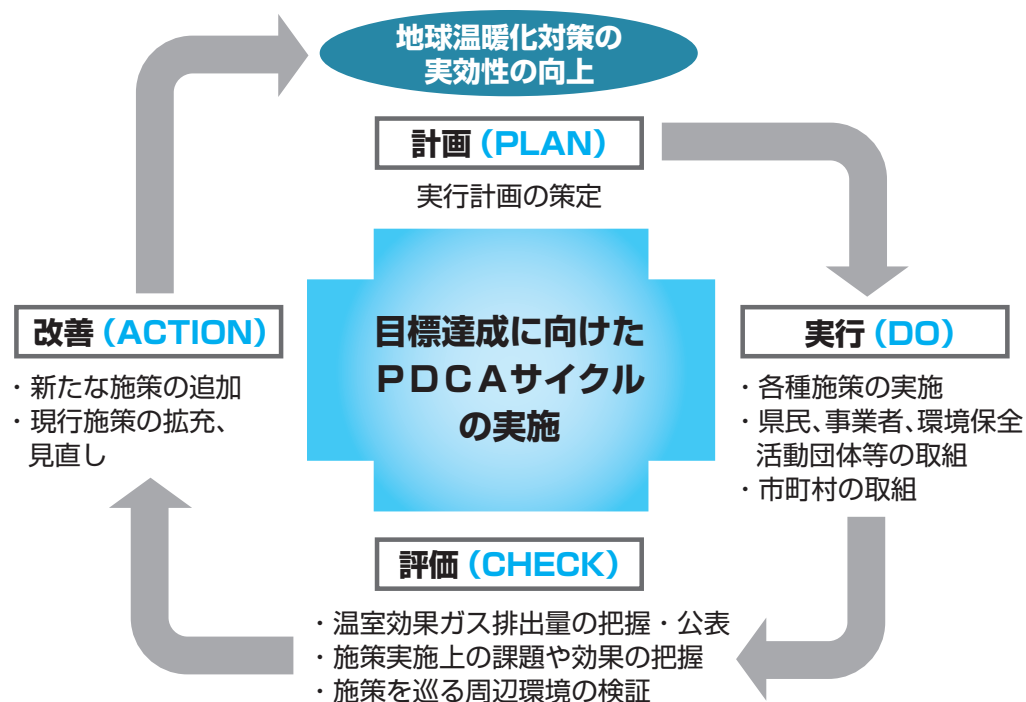 地球温暖化対策の
実効性の向上
計画（PLAN）
実行計画の策定
目標達成に向けた
PDCAサイクル
の実施
実行（DO）
・各種施策の実施
・県民、事業者、環境保全
活動団体等の取組
・市町村の取組
評価（CHECK）
・温室効果ガス排出量の把握・公表
・施策実施上の課題や効果の把握
・施策を巡る周辺環境の検証
改善（ACTION）
・新たな施策の追加
・現行施策の拡充、
見直し